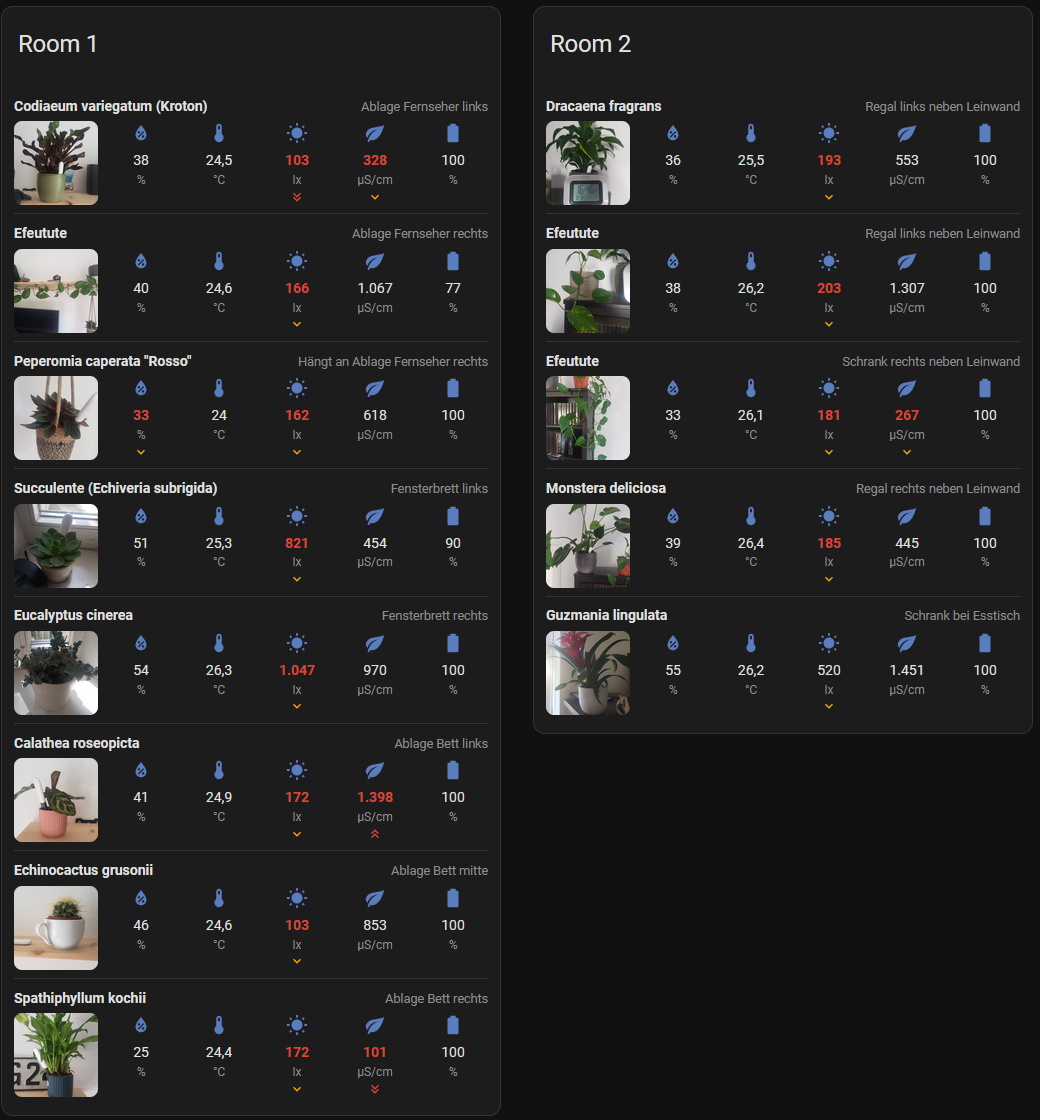 Room 1
Codiaeum variegatum (Kroton) Ablage Fernseher links
38 24,5 103 328 100
% °C lx µS/cm %
Efeutute Ablage Fernseher rechts
40 24,6 166 1.067 77
% °C lx µS/cm %
Peperomia caperata "Rosso" Hängt an Ablage Fernseher rechts
33 24 162 618 100
% °C lx µS/cm %
Succulente (Echiveria subrigida) Fensterbrett links
51 25,3 821 454 90
% °C lx µS/cm %
Eucalyptus cinerea Fensterbrett rechts
54 26,3 1.047 970 100
% °C lx µS/cm %
Calathea roseopicta Ablage Bett links
41 24,9 172 1.398 100
% °C lx µS/cm %
Echinocactus grusonii Ablage Bett mitte
46 24,6 103 853 100
% °C lx µS/cm %
Spathiphyllum kochii Ablage Bett rechts
25 24,4 172 101 100
% °C lx µS/cm %
Room 2
Dracaena fragrans Regal links neben Leinwand
36 25,5 193 553 100
% °C lx µS/cm %
Efeutute Regal links neben Leinwand
38 26,2 203 1.307 100
% °C lx µS/cm %
Efeutute Schrank rechts neben Leinwand
33 26,1 181 267 100
% °C lx µS/cm %
Monstera deliciosa Regal rechts neben Leinwand
39 26,4 185 445 100
% °C lx µS/cm %
Guzmania lingulata Schrank bei Esstisch
55 26,2 520 1.451 100
% °C lx µS/cm %